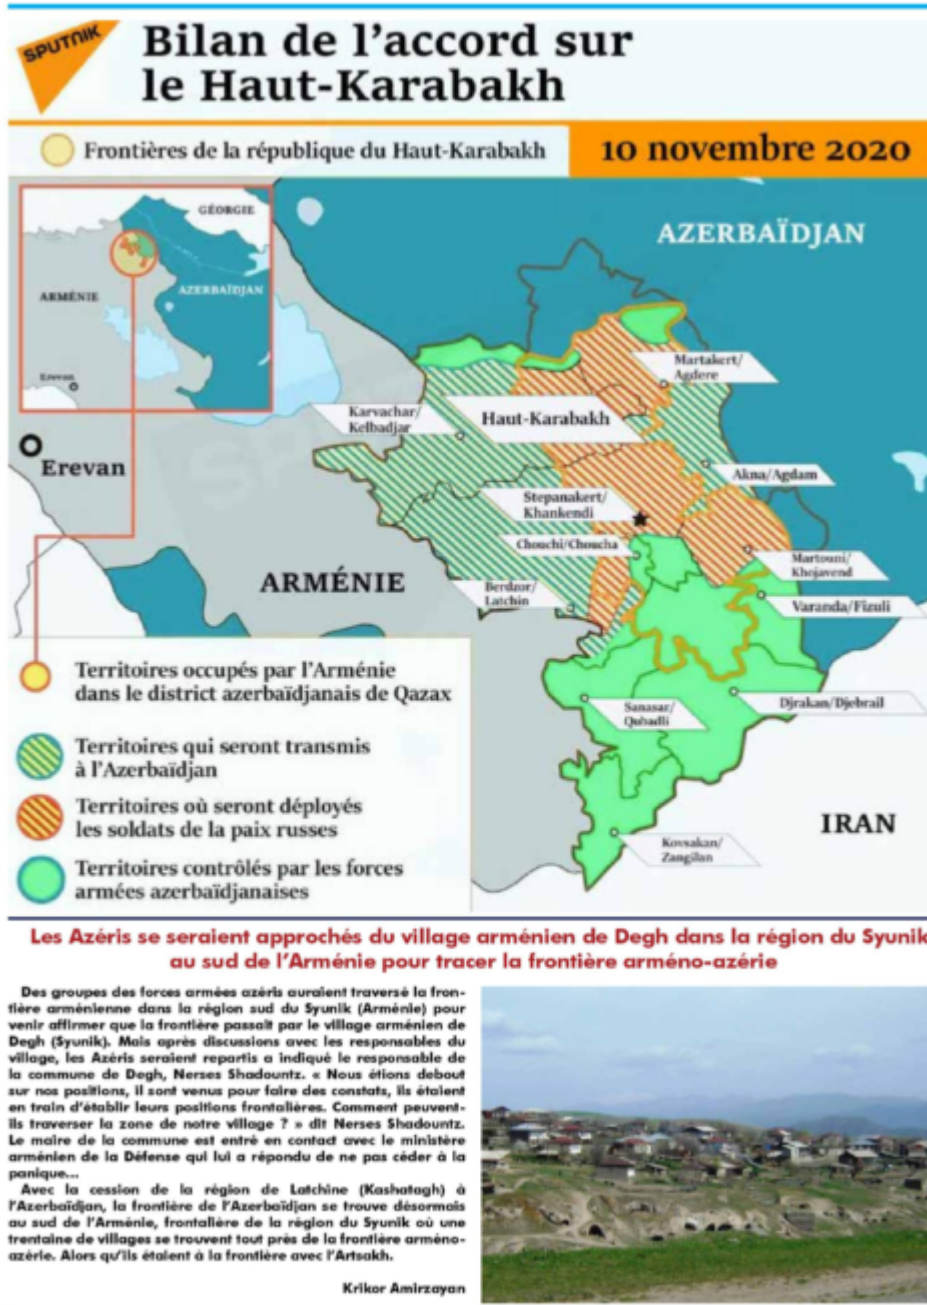 SPUTNIK
Bilan de l'accord sur
le Haut-Karabakh
Frontières de la république du Haut-Karabakh
10 novembre 2020
GÉORGIE
ARMÉNIE
AZERBAÏDJAN
Erevan
AZERBAÏDJAN
Martakert/
Agdere
Karvachar/
Kelbadjar
Haut-Karabakh
Erevan
Akna/Agdam
Stepanakert/
Khankendi
Chouchi/Choucha
ARMÉNIE
Martouni/
Khojavend
Berdzor/
Latchin
Varanda/Fizuli
Territoires occupés par l'Arménie
dans le district azerbaïdjanais de Qazax
Sanasar/
Qubadli
Djrakan/Djebrail
Territoires qui seront transmis
à l'Azerbaïdjan
Territoires où seront déployés
les soldats de la paix russes
IRAN
Kovsakan/
Zangilan
Territoires contrôlés par les forces
armées azerbaïdjanaises
Les Azéris se seraient approchés du village arménien de Degh dans la région du Syunik
au sud de l'Arménie pour tracer la frontière arméno-azérie
Des groupes des forces armées azéris auraient traversé la fron-
tière arménienne dans la région sud du Syunik (Arménie) pour
venir affirmer que la frontière passait par le village arménien de
Degh (Syunik). Mais après discussions avec les responsables du
village, les Azéris seraient repartis a indiqué le responsable de
la commune de Degh, Nerses Shadountz. « Nous étions debout
sur nos positions, il sont venus pour faire des constats, ils étaient
en train d'établir leurs positions frontalières. Comment peuvent-
ils traverser la zone de notre village ? » dit Nerses Shadountz.
Le maire de la commune est entré en contact avec le ministère
arménien de la Défense qui lui a répondu de ne pas céder à la
panique...
Avec la cession de la région de Latchine (Kashatagh) à
l'Azerbaïdjan, la frontière de l'Azerbaïdjan se trouve désormais
au sud de l'Arménie, frontalière de la région du Syunik où une
trentaine de villages se trouvent tout près de la frontière arméno-
azérie. Alors qu'ils étaient à la frontière avec l'Artsakh.
Krikor Amirzayan